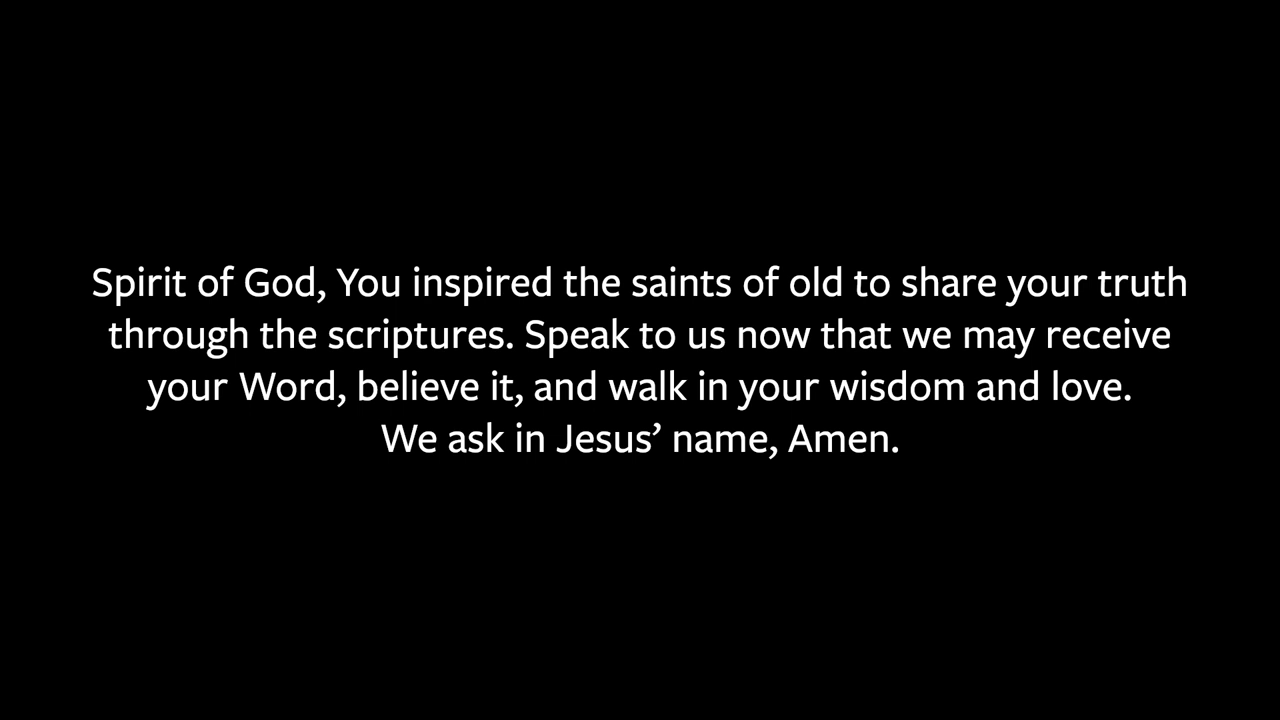 Spirit of God, You inspired the saints of old to share your truth
through the scriptures. Speak to us now that we may receive
your Word, believe it, and walk in your wisdom and love.
We ask in Jesus’ name, Amen.